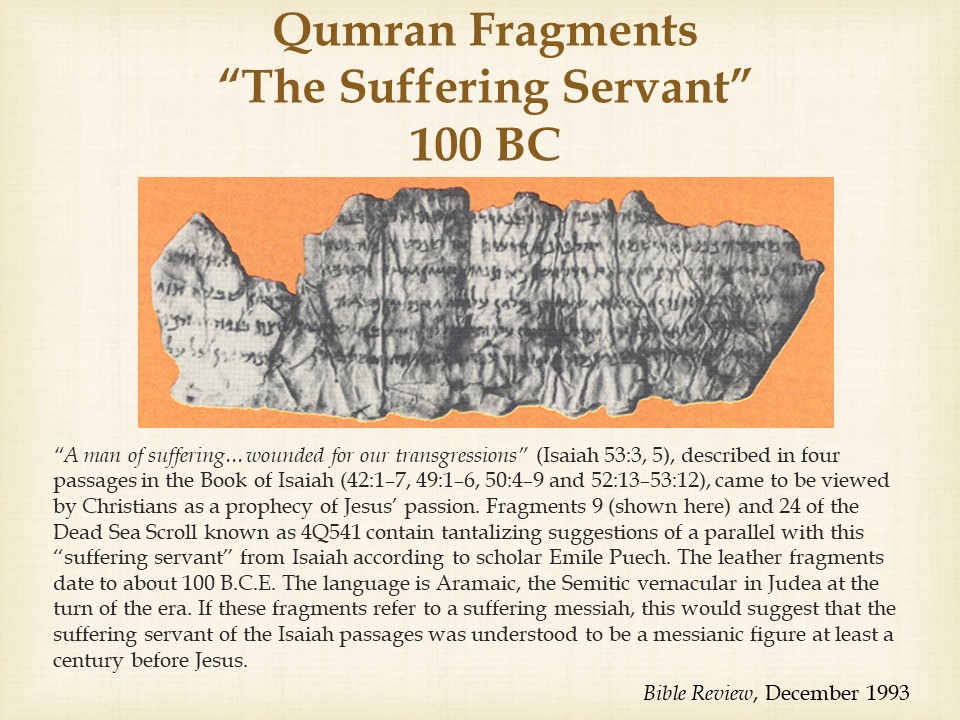 Qumran Fragments
“The Suffering Servant”
100 BC
“A man of suffering…wounded for our transgressions” (Isaiah 53:3, 5), described in four
passages in the Book of Isaiah (42:1–7, 49:1–6, 50:4–9 and 52:13–53:12), came to be viewed
by Christians as a prophecy of Jesus’ passion. Fragments 9 (shown here) and 24 of the
Dead Sea Scroll known as 4Q541 contain tantalizing suggestions of a parallel with this
“suffering servant” from Isaiah according to scholar Emile Puech. The leather fragments
date to about 100 B.C.E. The language is Aramaic, the Semitic vernacular in Judea at the
turn of the era. If these fragments refer to a suffering messiah, this would suggest that the
suffering servant of the Isaiah passages was understood to be a messianic figure at least a
century before Jesus.
Bible Review, December 1993